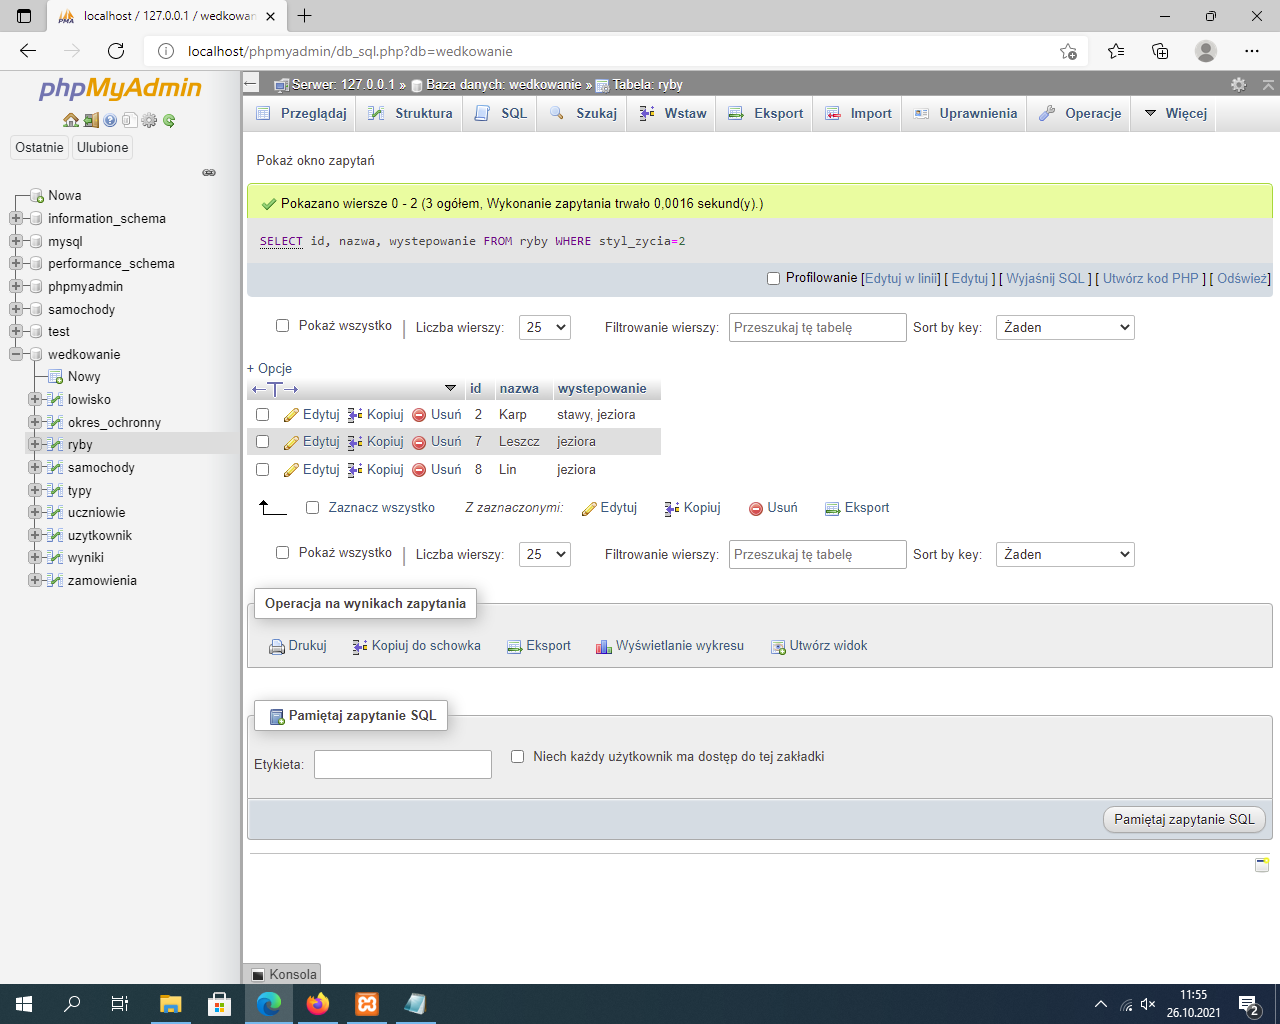 localhost / 127.0.0.1 / wedkowan
localhost/phpmyadmin/db_sql.php?db=wedkowanie
phpMyAdmin
Ostatnie Ulubione
Nowa
information_schema
mysql
performance_schema
phpmyadmin
samochody
test
wedkowanie
Nowy
lowisko
okres_ochronny
ryby
samochody
typy
uczniowie
uzytkownik
wyniki
zamowienia
Serwer: 127.0.0.1 » Baza danych: wedkowanie » Tabela: ryby
Przeglądaj Struktura SQL Szukaj Wstaw Eksport Import Uprawnienia Operacje Więcej
Pokaż okno zapytań
Pokazano wiersze 0 - 2 (3 ogółem, Wykonanie zapytania trwało 0,0016 sekund(y).)
SELECT id, nazwa, wystepowanie FROM ryby WHERE styl_zycia=2
Profilowanie [Edytuj w linii] [ Edytuj ] [ Wyjaśnij SQL ] [ Utwórz kod PHP ] [ Odśwież]
Pokaż wszystko | Liczba wierszy: 25 Filtrowanie wierszy: Przeszukaj tę tabelę Sort by key: Żaden
+ Opcje
←T→ id nazwa wystepowanie
Edytuj Kopiuj Usuń 2 Karp stawy, jeziora
Edytuj Kopiuj Usuń 7 Leszcz jeziora
Edytuj Kopiuj Usuń 8 Lin jeziora
Zaznacz wszystko Z zaznaczonymi: Edytuj Kopiuj Usuń Eksport
Pokaż wszystko | Liczba wierszy: 25 Filtrowanie wierszy: Przeszukaj tę tabelę Sort by key: Żaden
Operacja na wynikach zapytania
Drukuj Kopiuj do schowka Eksport Wyświetlanie wykresu Utwórz widok
Pamiętaj zapytanie SQL
Etykieta: Niech każdy użytkownik ma dostęp do tej zakładki
Pamiętaj zapytanie SQL
Konsola
11:55
26.10.2021
2